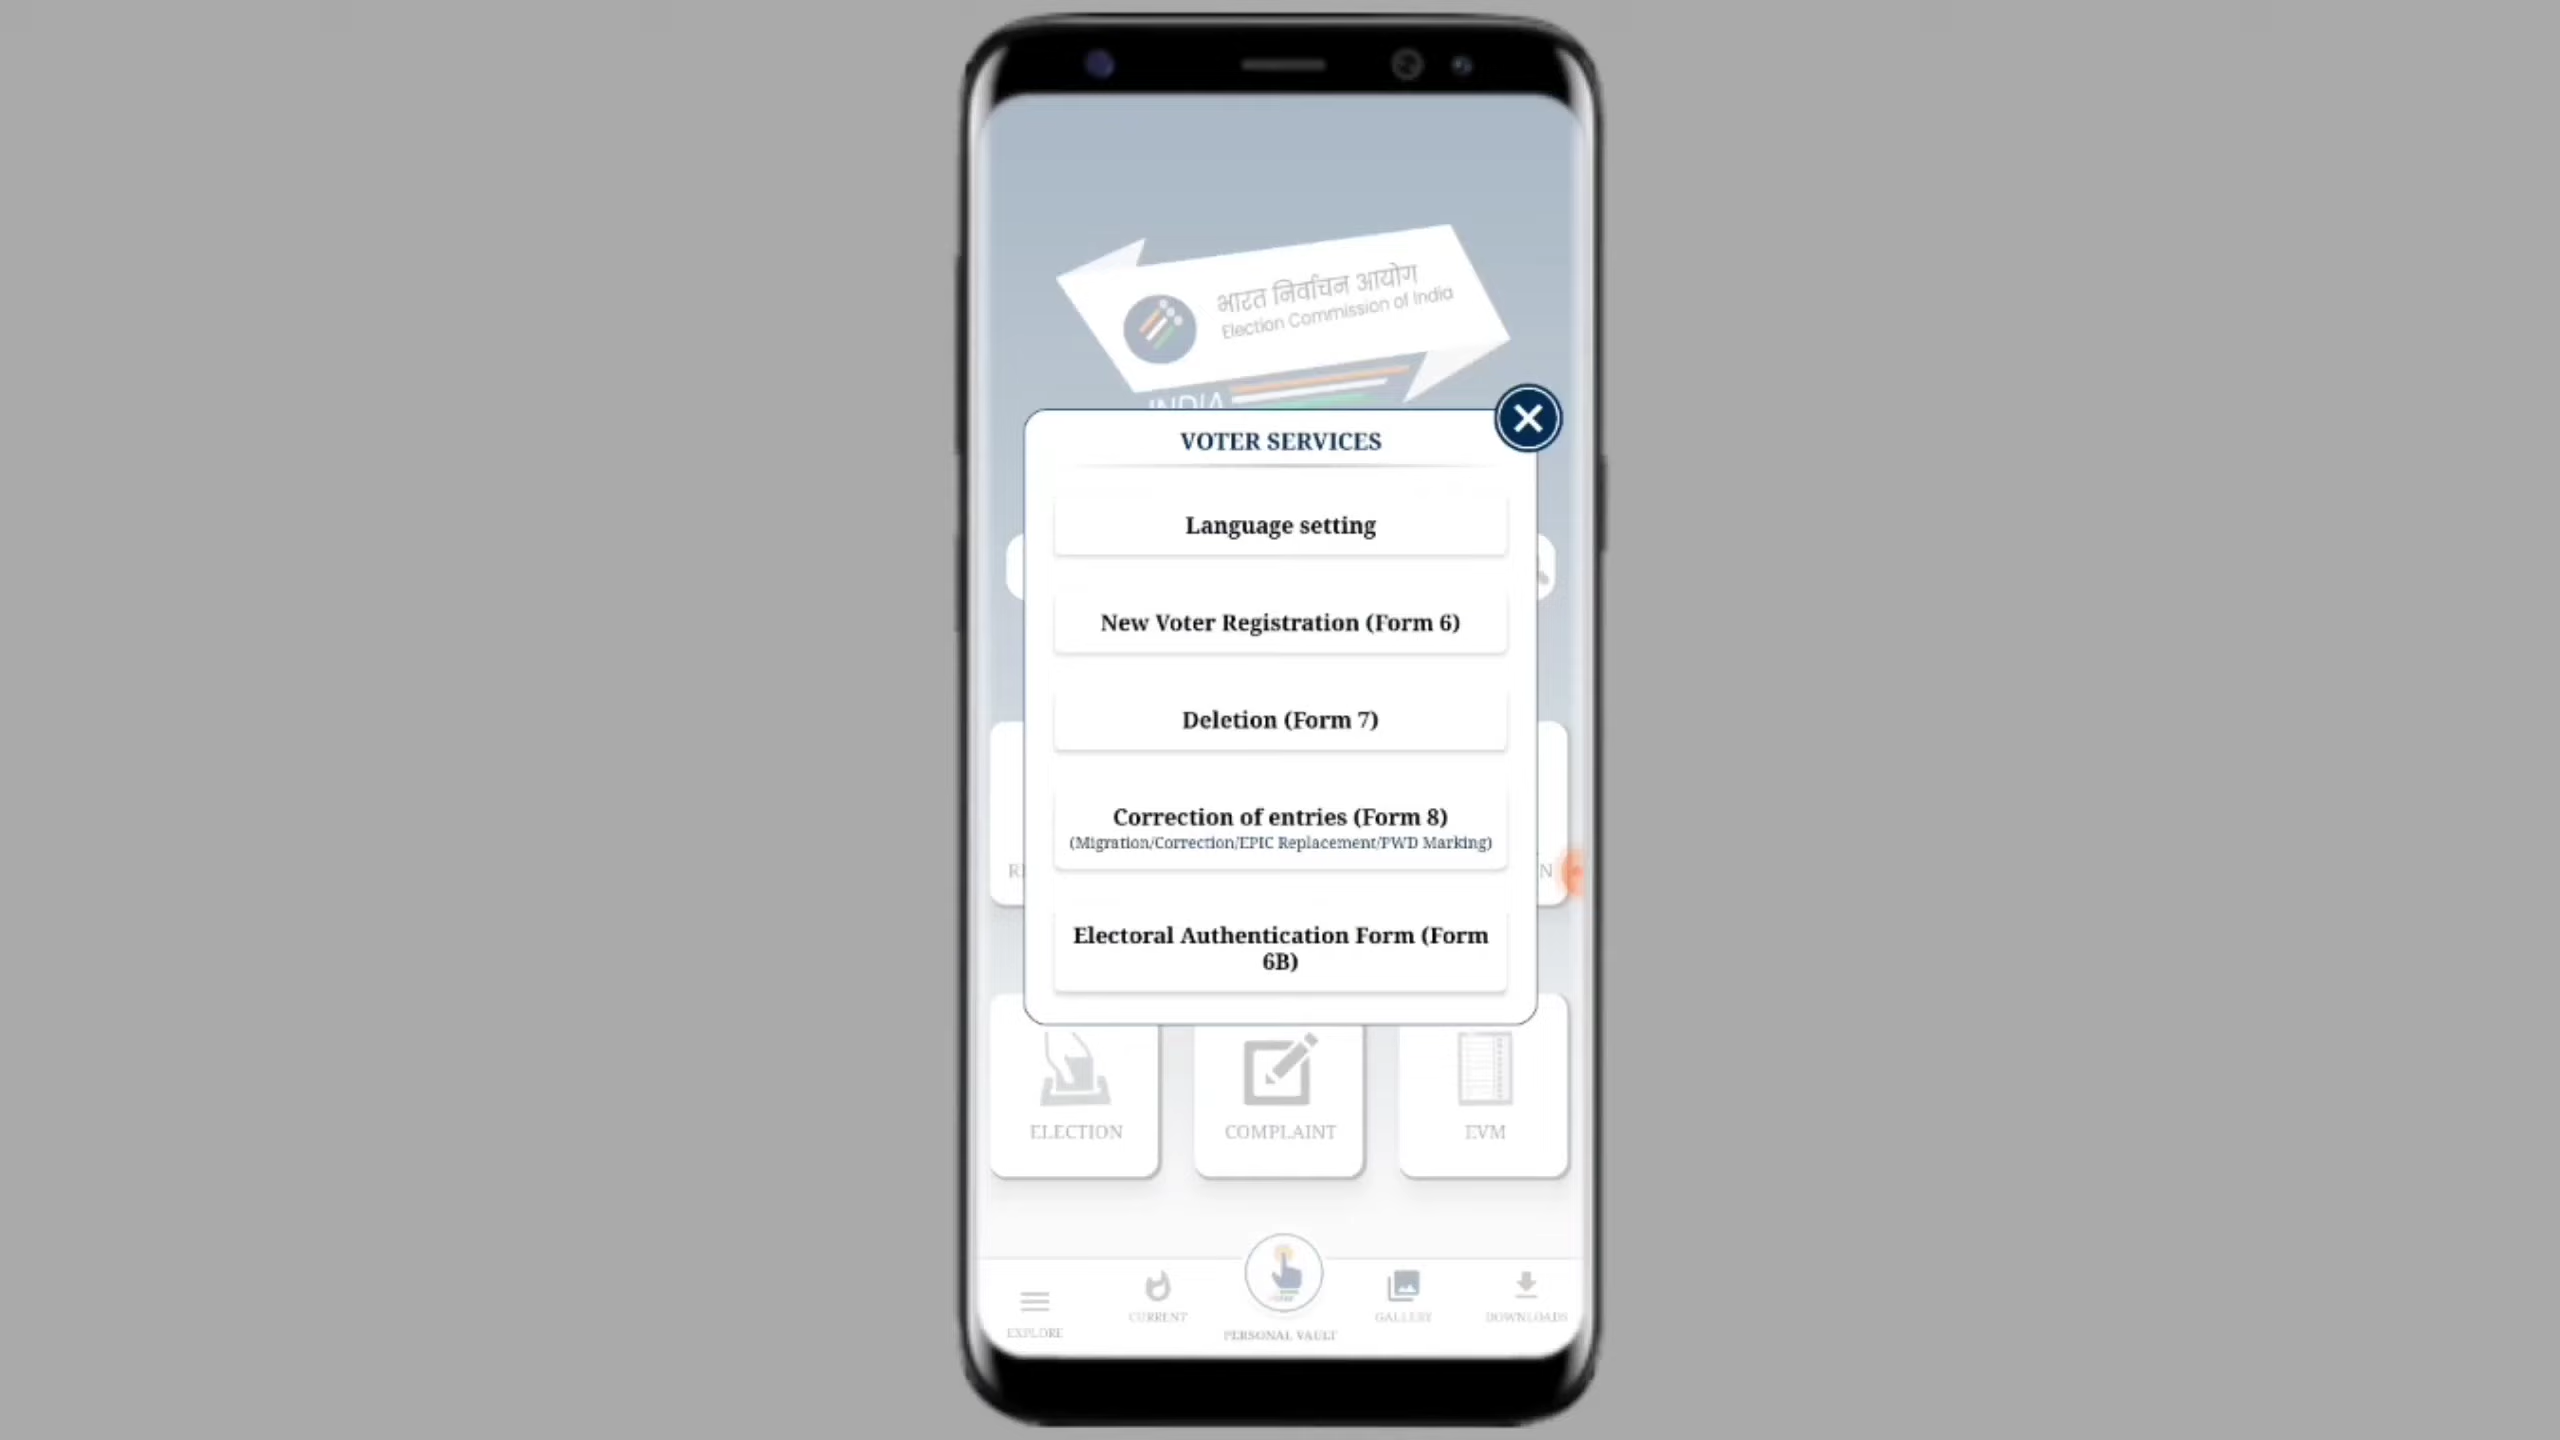 भारत निर्वाचन आयोग
Election Commission of India
INDIA
VOTER SERVICES
Language setting
New Voter Registration (Form 6)
Deletion (Form 7)
Correction of entries (Form 8)
(Migration/Correction/EPIC Replacement/PWD Marking)
Electoral Authentication Form (Form
6B)
ELECTION
COMPLAINT
EVM
EXPLORE
CURRENT
PERSONAL VAULT
GALLERY
DOWNLOADS